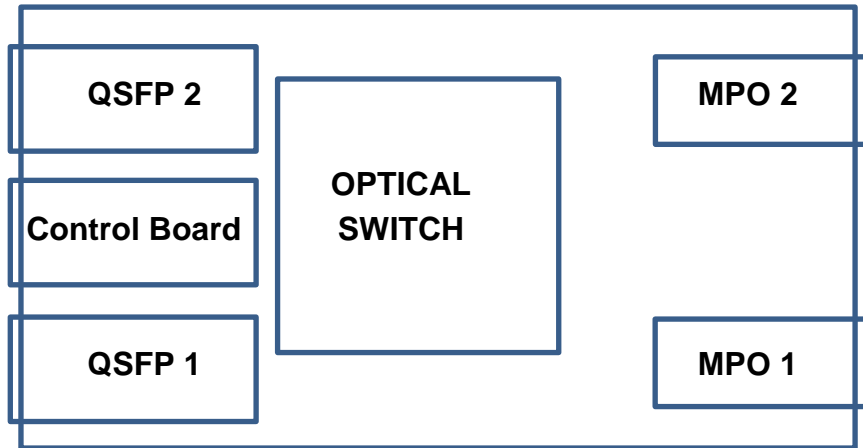 QSFP 2
MPO 2
OPTICAL
SWITCH
Control Board
QSFP 1
MPO 1